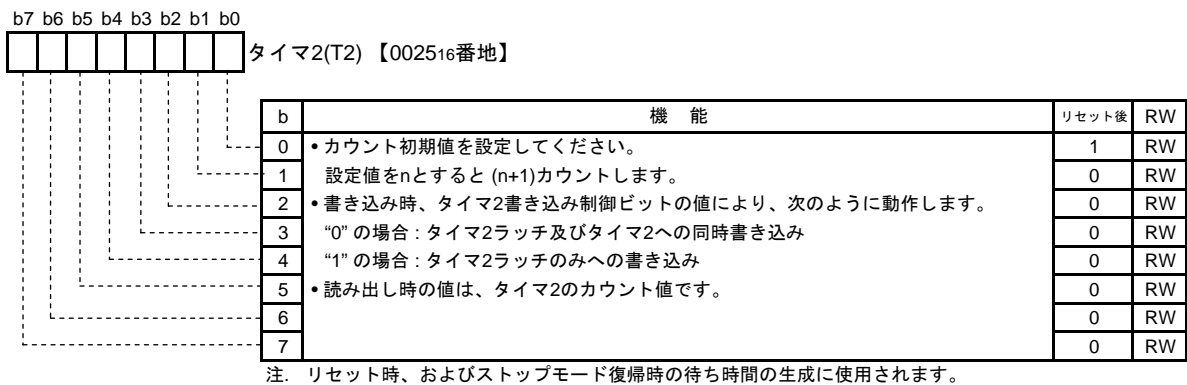 b7 b6 b5 b4 b3 b2 b1 b0
タイマ2(T2) 【002516番地】
b 機 能 リセット後 RW
0 • カウント初期値を設定してください。 1 RW
1 設定値をnとすると (n+1)カウントします。 0 RW
2 • 書き込み時、タイマ2書き込み制御ビットの値により、次のように動作します。 0 RW
3 “0” の場合 : タイマ2ラッチ及びタイマ2への同時書き込み 0 RW
4 “1” の場合 : タイマ2ラッチのみへの書き込み 0 RW
5 • 読み出し時の値は、タイマ2のカウント値です。 0 RW
6 0 RW
7 0 RW
注. リセット時、およびストップモード復帰時の待ち時間の生成に使用されます。